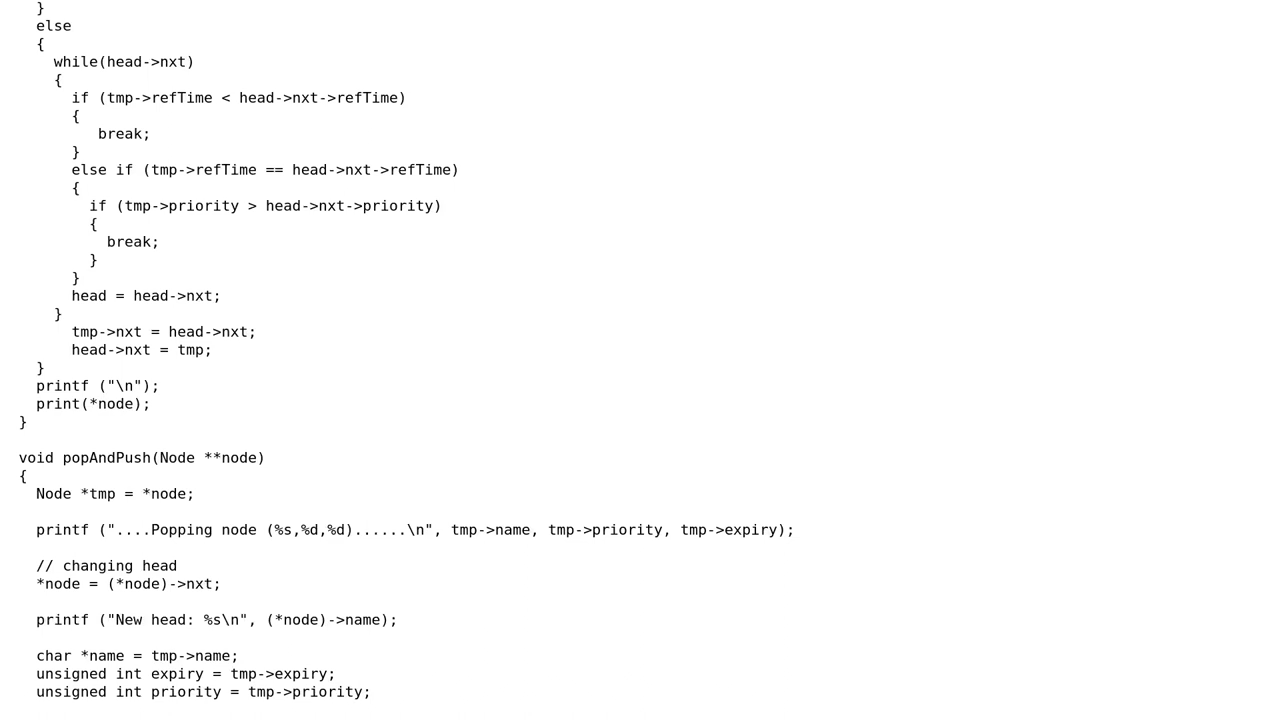 }
else
{
while(head->nxt)
{
if (tmp->refTime < head->nxt->refTime)
{
break;
}
else if (tmp->refTime == head->nxt->refTime)
{
if (tmp->priority > head->nxt->priority)
{
break;
}
}
head = head->nxt;
}
tmp->nxt = head->nxt;
head->nxt = tmp;
}
printf ("\n");
print(*node);
}
void popAndPush(Node **node)
{
Node *tmp = *node;
printf ("....Popping node (%s,%d,%d)......\n", tmp->name, tmp->priority, tmp->expiry);
// changing head
*node = (*node)->nxt;
printf ("New head: %s\n", (*node)->name);
char *name = tmp->name;
unsigned int expiry = tmp->expiry;
unsigned int priority = tmp->priority;